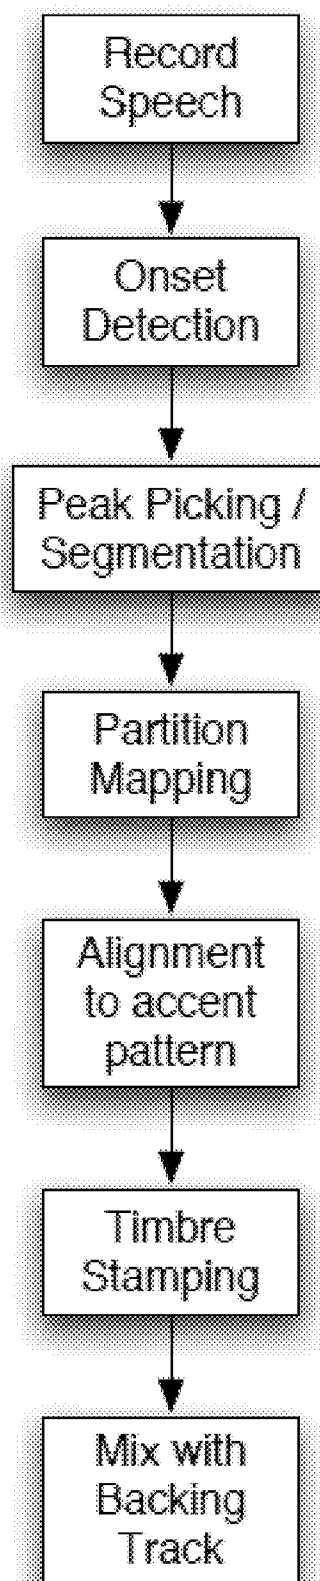 Record
Speech
Onset
Detection
Peak Picking /
Segmentation
Partition
Mapping
Alignment
to accent
pattern
Timbre
Stamping
Mix with
Backing
Track